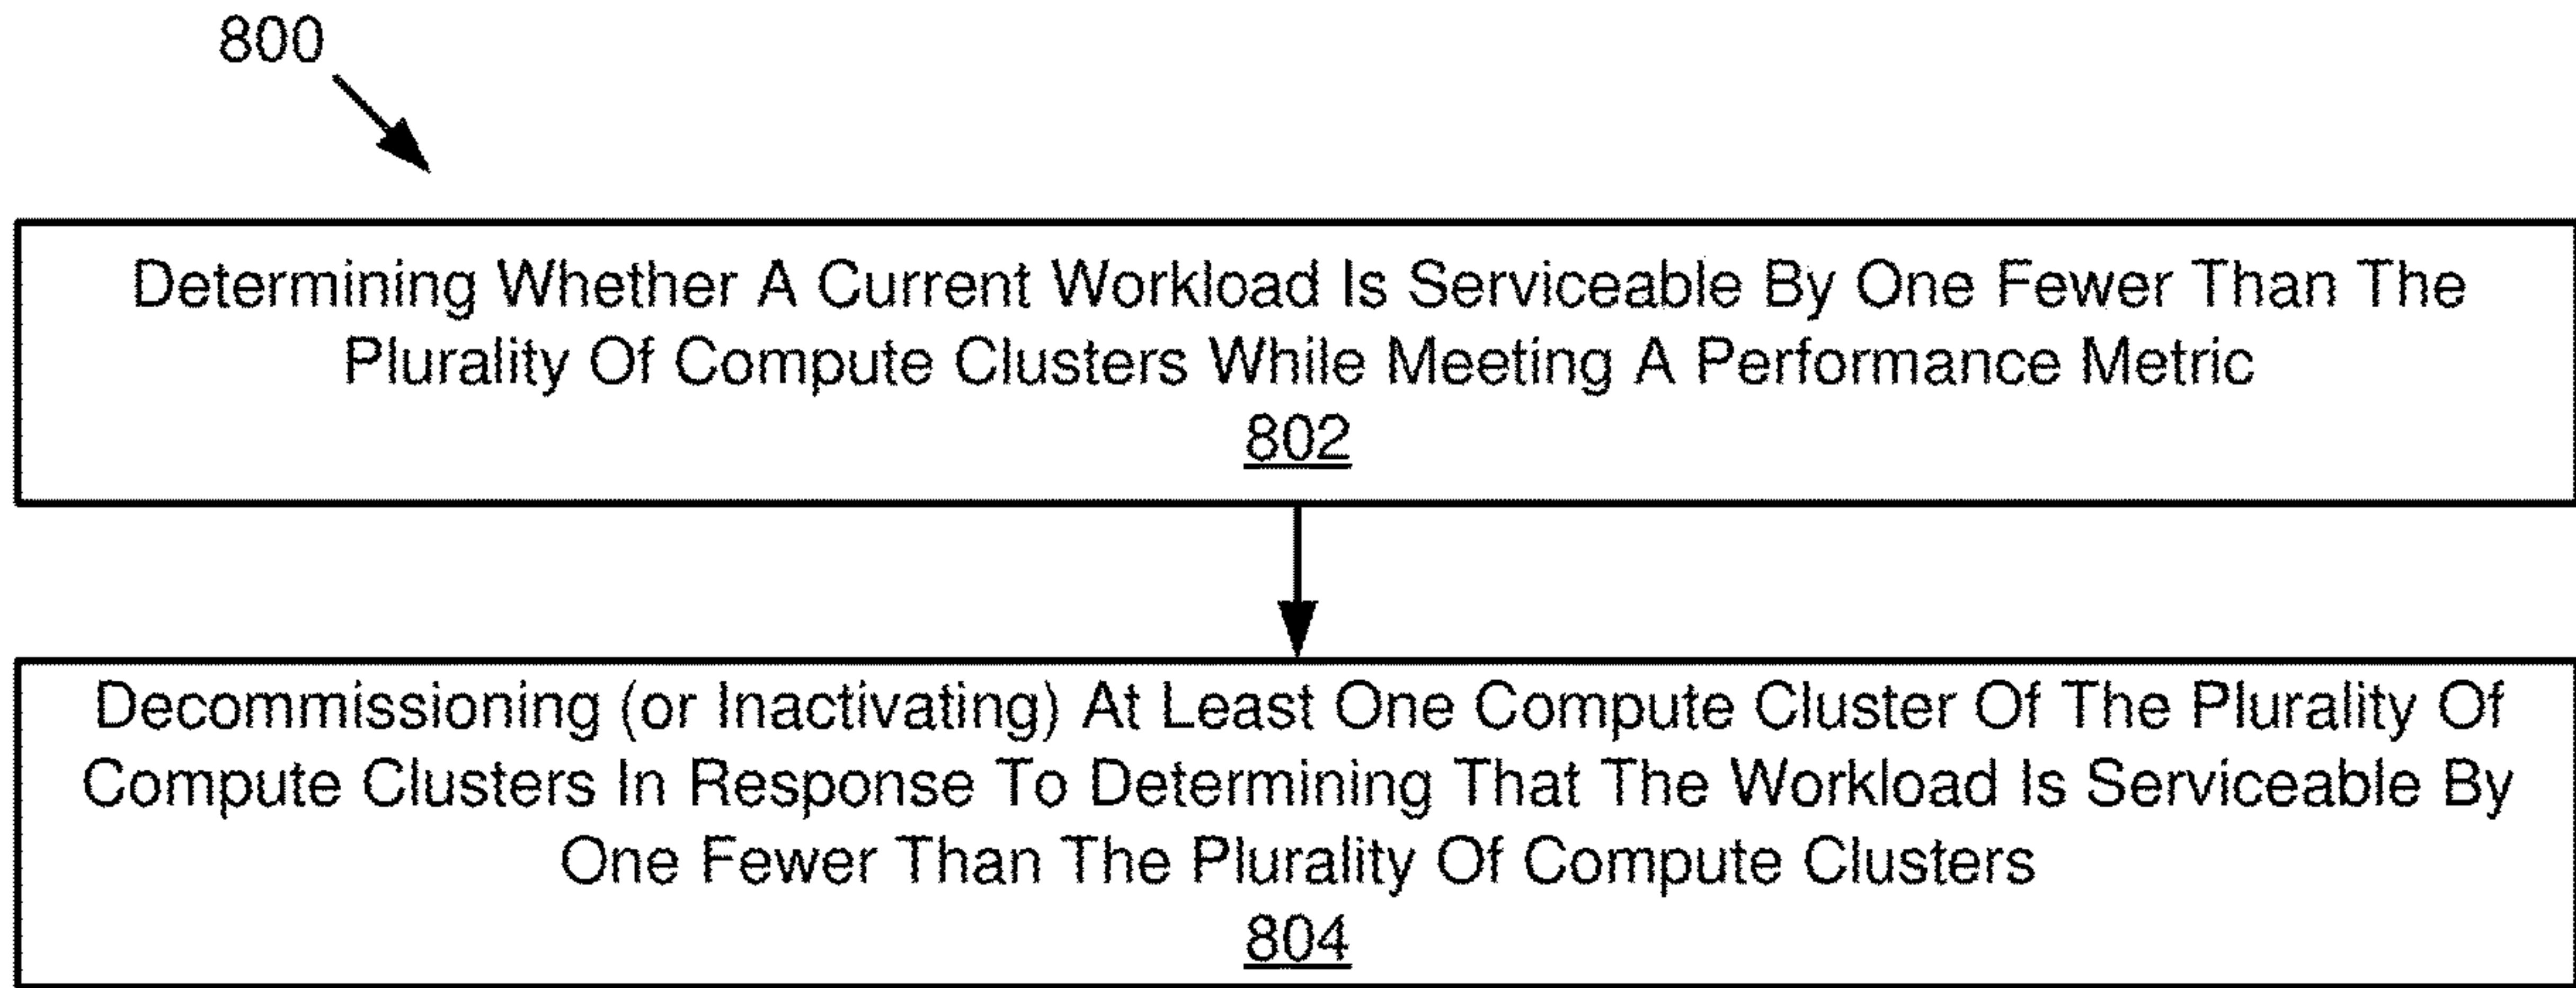 800
Determining Whether A Current Workload Is Serviceable By One Fewer Than The
Plurality Of Compute Clusters While Meeting A Performance Metric
802
Decommissioning (or Inactivating) At Least One Compute Cluster Of The Plurality Of
Compute Clusters In Response To Determining That The Workload Is Serviceable By
One Fewer Than The Plurality Of Compute Clusters
804